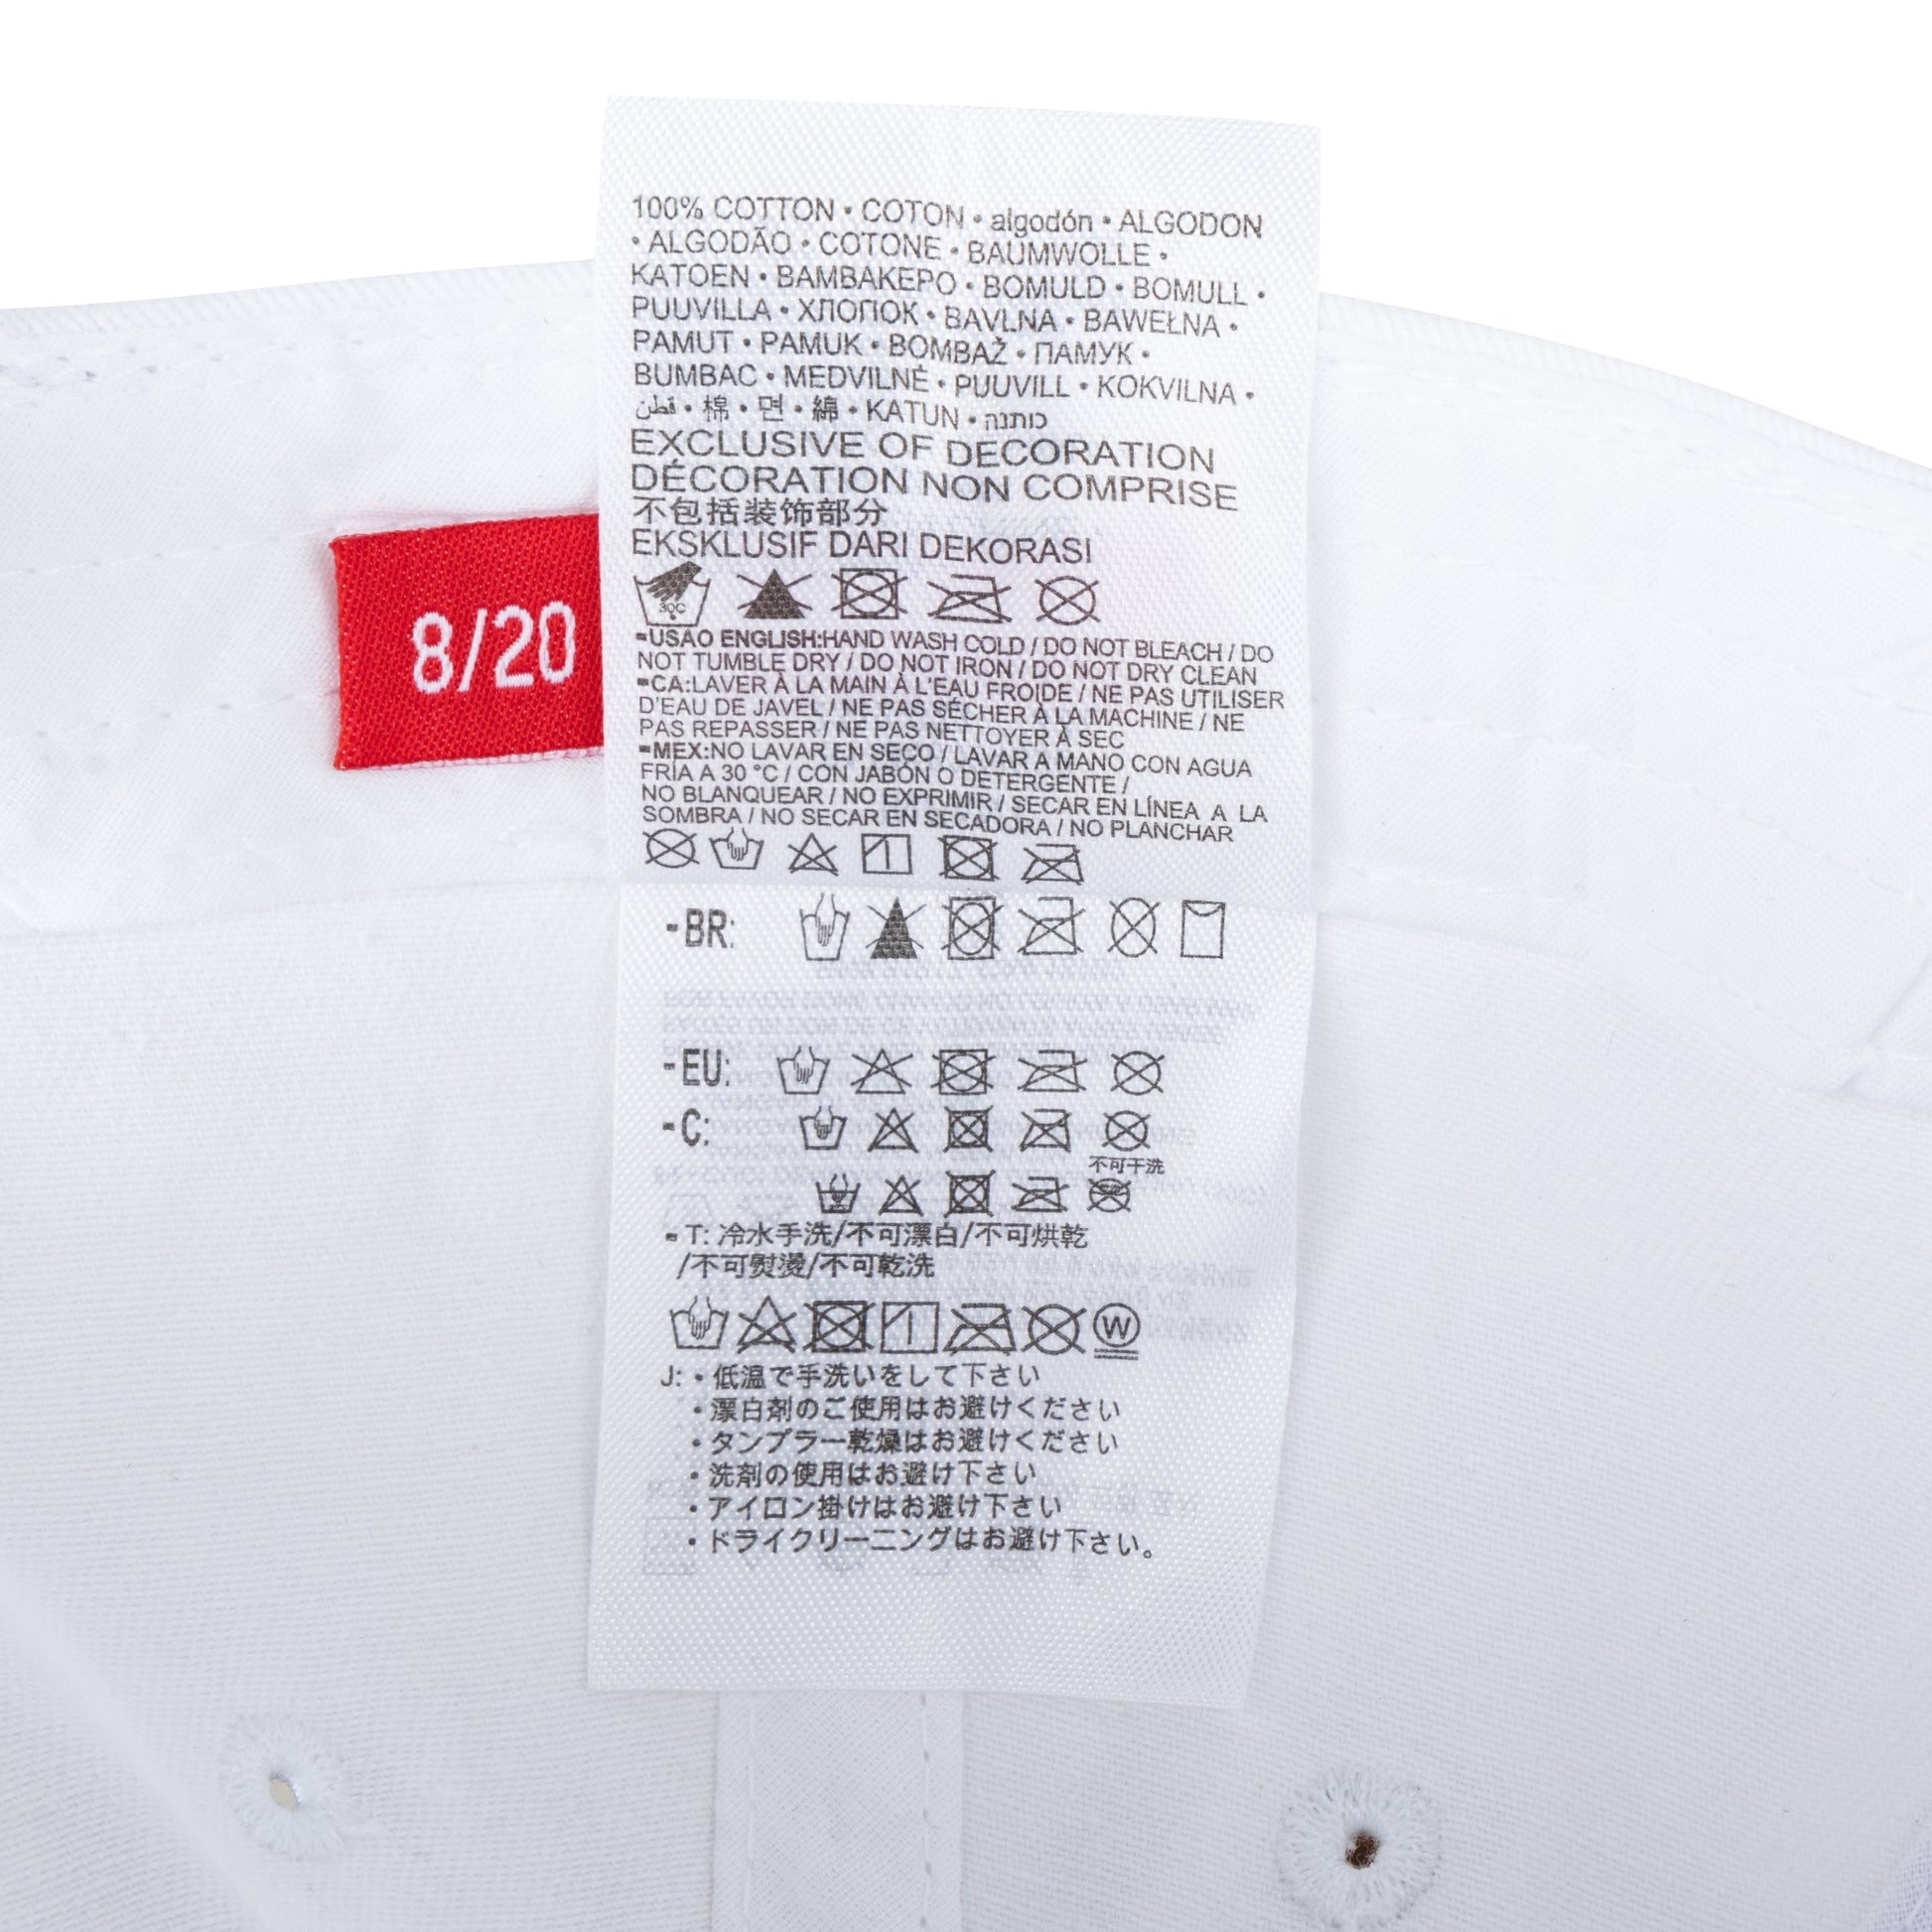 100% COTTON • COTON • algodón • ALGODON
• ALGODÃO • COTONE • BAUMWOLLE •
KATOEN • BAMBAKEPO • BOMULD • BOMULL •
PUUVILLA • ХЛОПОК • BAVLNA • BAWEŁNA •
PAMUT • PAMUK • BOMBAŽ • ПАМУК •
BUMBAC • MEDVILNĖ • PUUVILL • KOKVILNA •
قطن • 棉 • 면 • 綿 • KATUN • כותנה
EXCLUSIVE OF DECORATION
DÉCORATION NON COMPRISE
不包括装饰部分
EKSKLUSIF DARI DEKORASI
8/20
30C
-USAO ENGLISH:HAND WASH COLD / DO NOT BLEACH / DO
NOT TUMBLE DRY / DO NOT IRON / DO NOT DRY CLEAN
-CA:LAVER À LA MAIN À L'EAU FROIDE / NE PAS UTILISER
D'EAU DE JAVEL / NE PAS SÉCHER À LA MACHINE / NE
PAS REPASSER / NE PAS NETTOYER À SEC
-MEX:NO LAVAR EN SECO / LAVAR A MANO CON AGUA
FRÍA A 30 °C / CON JABÓN O DETERGENTE /
NO BLANQUEAR / NO EXPRIMIR / SECAR EN LÍNEA A LA
SOMBRA / NO SECAR EN SECADORA / NO PLANCHAR
-BR:
-EU:
-C:
不可干洗
-T: 冷水手洗/不可漂白/不可烘乾
/不可熨燙/不可乾洗
W
J: • 低温で手洗いをして下さい
• 漂白剤のご使用はお避けください
• タンブラー乾燥はお避けください
• 洗剤の使用はお避け下さい
• アイロン掛けはお避け下さい
• ドライクリーニングはお避け下さい。